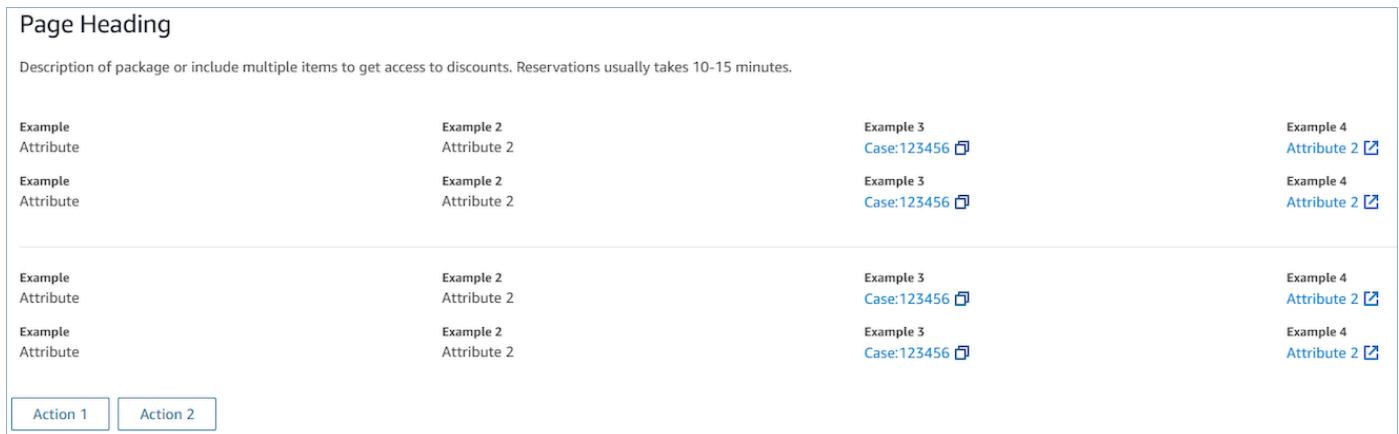 Page Heading
Description of package or include multiple items to get access to discounts. Reservations usually takes 10-15 minutes.
Example Example 2 Example 3 Example 4
Attribute Attribute 2 Case:123456 Attribute 2
Example Example 2 Example 3 Example 4
Attribute Attribute 2 Case:123456 Attribute 2
Example Example 2 Example 3 Example 4
Attribute Attribute 2 Case:123456 Attribute 2
Example Example 2 Example 3 Example 4
Attribute Attribute 2 Case:123456 Attribute 2
Action 1 Action 2